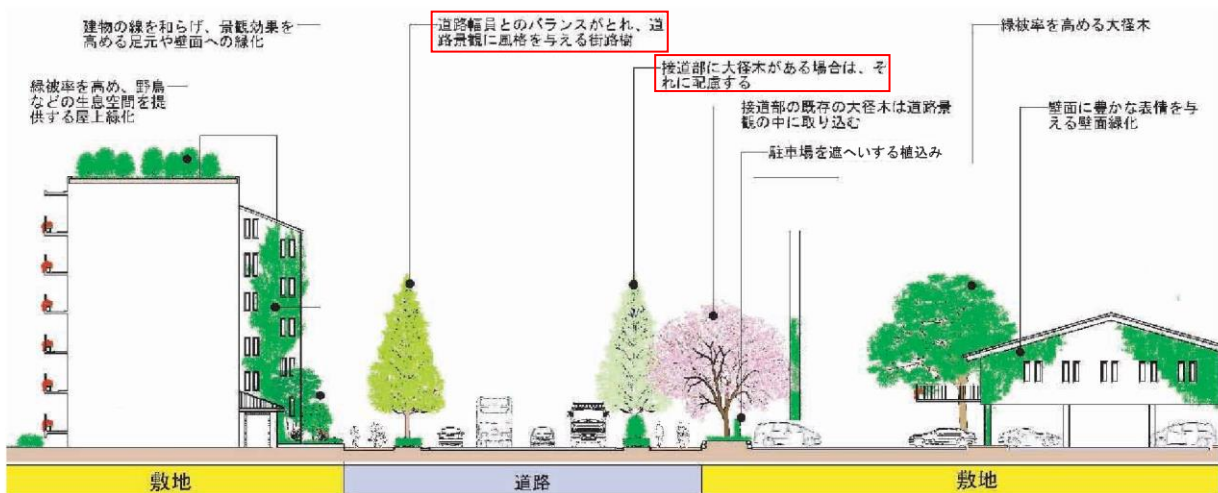 建物の線を和らげ、景観効果を
高める足元や壁面への緑化
緑被率を高め、野鳥
などの生息空間を提
供する屋上緑化
道路幅員とのバランスがとれ、道
路景観に風格を与える街路樹
接道部に大径木がある場合は、そ
れに配慮する
接道部の既存の大径木は道路景
観の中に取り込む
駐車場を遮へいする植込み
緑被率を高める大径木
壁面に豊かな表情を与
える壁面緑化
敷地
道路
敷地